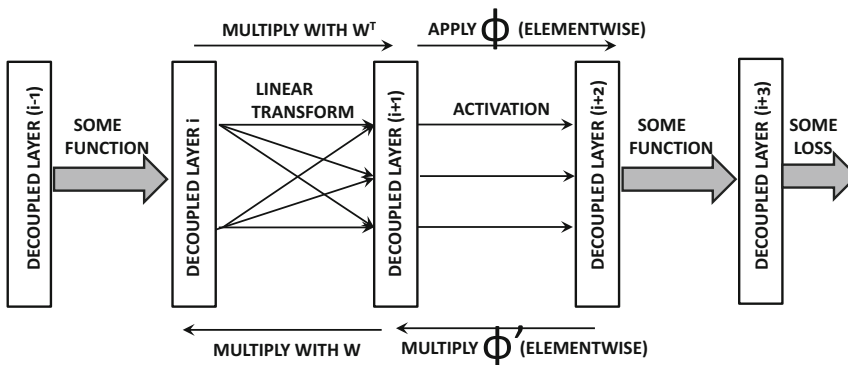 MULTIPLY WITH Wᵀ
APPLY ϕ (ELEMENTWISE)
DECOUPLED LAYER (i-1)
SOME
FUNCTION
DECOUPLED LAYER i
LINEAR
TRANSFORM
DECOUPLED LAYER (i+1)
ACTIVATION
DECOUPLED LAYER (i+2)
SOME
FUNCTION
DECOUPLED LAYER (i+3)
SOME
LOSS
MULTIPLY WITH W
MULTIPLY ϕ′ (ELEMENTWISE)